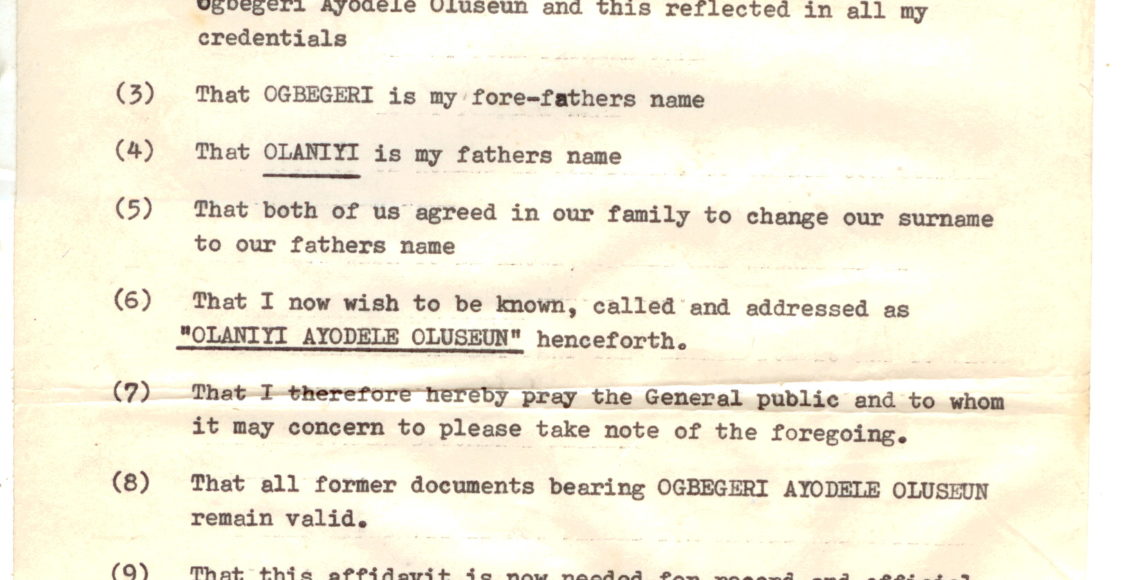 Ogbegeri Ayodele Oluseun and this reflected in all my
credentials
(3) That OGBEGERI is my fore-fathers name
(4) That OLANIYI is my fathers name
(5) That both of us agreed in our family to change our surname
to our fathers name
(6) That I now wish to be known, called and addressed as
"OLANIYI AYODELE OLUSEUN" henceforth.
(7) That I therefore hereby pray the General public and to whom
it may concern to please take note of the foregoing.
(8) That all former documents bearing OGBEGERI AYODELE OLUSEUN
remain valid.
(9) That this affidavit is now needed for record and official